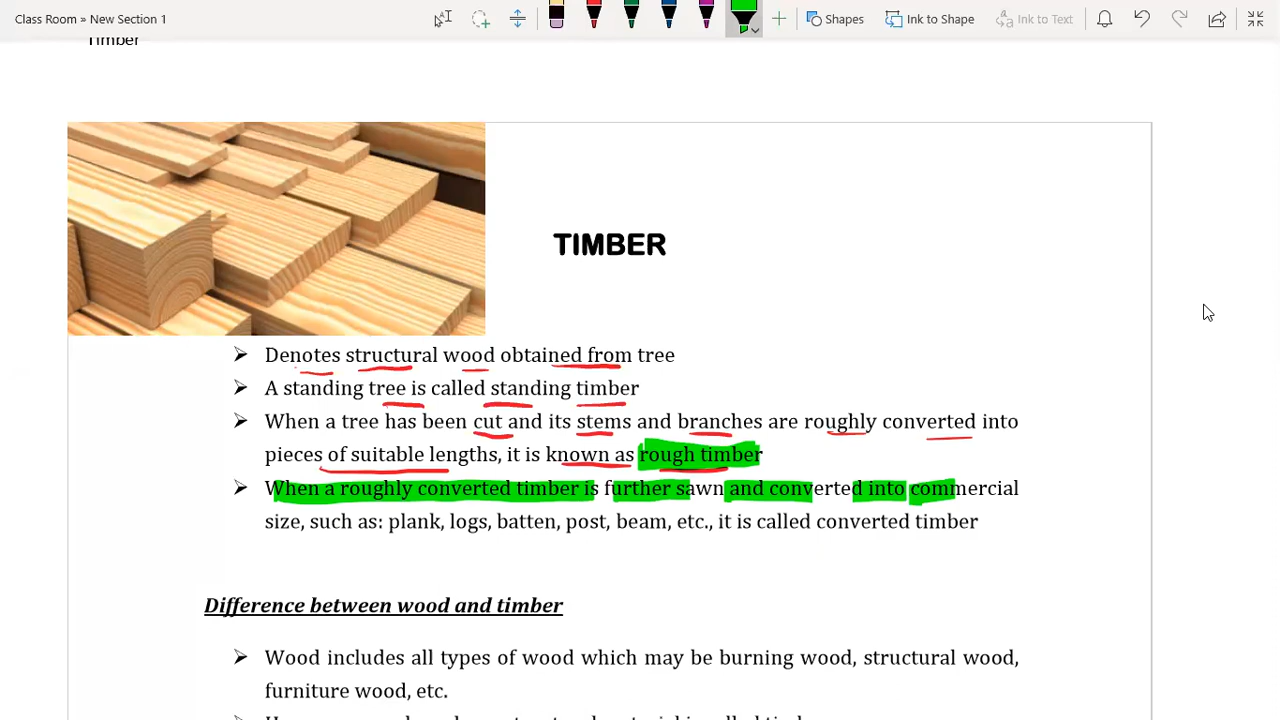 Class Room » New Section 1
Shapes
Ink to Shape
Ink to Text
Timber
TIMBER
➢ Denotes structural wood obtained from tree
➢ A standing tree is called standing timber
➢ When a tree has been cut and its stems and branches are roughly converted into
pieces of suitable lengths, it is known as rough timber
➢ When a roughly converted timber is further sawn and converted into commercial
size, such as: plank, logs, batten, post, beam, etc., it is called converted timber
Difference between wood and timber
➢ Wood includes all types of wood which may be burning wood, structural wood,
furniture wood, etc.